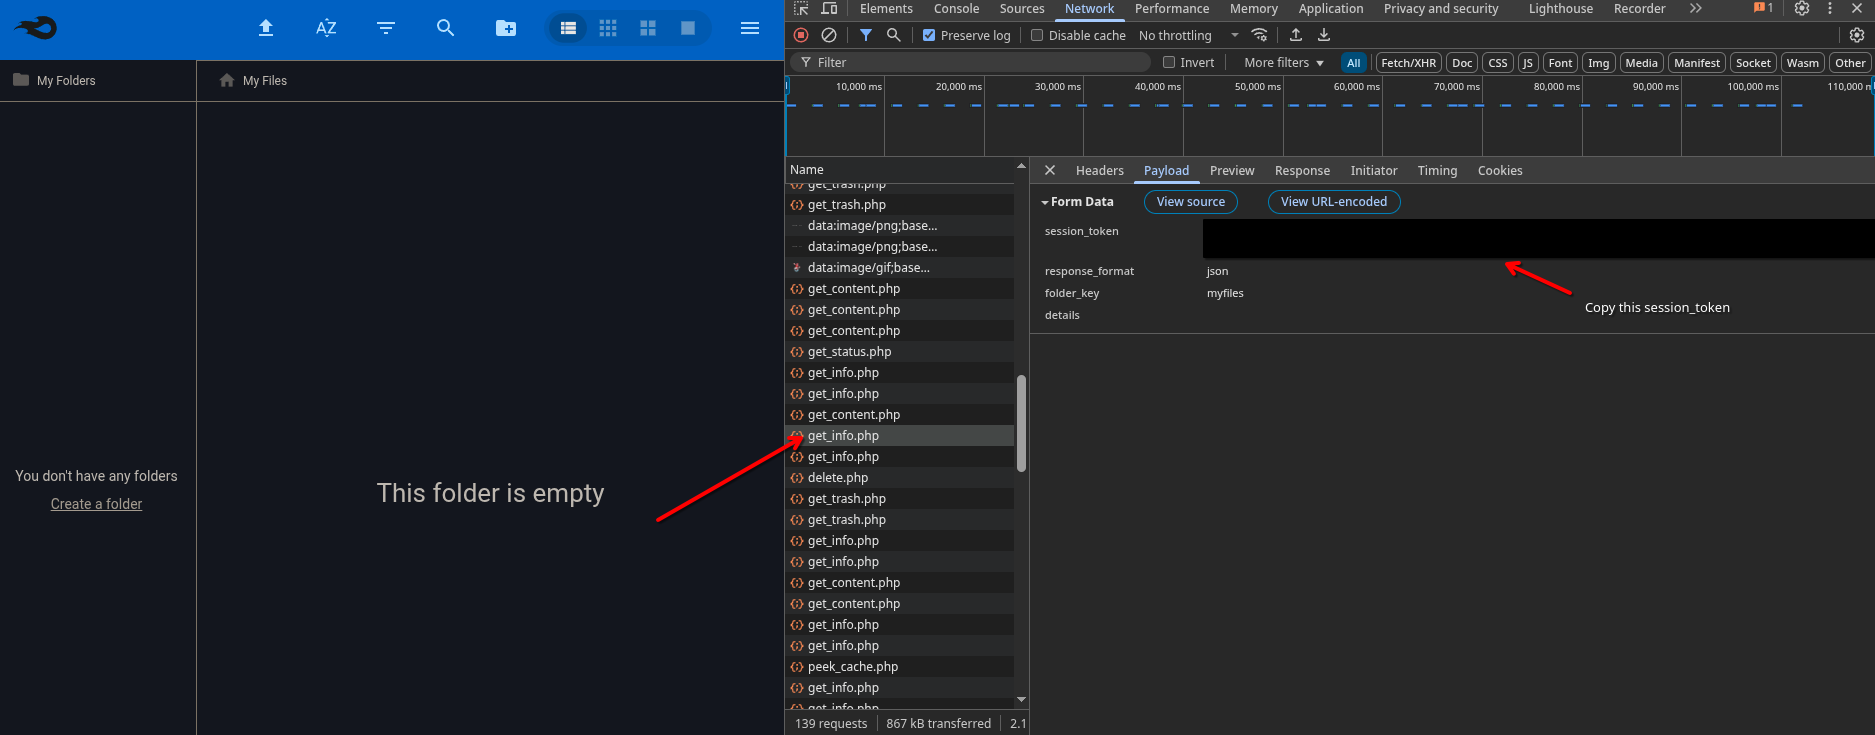 Elements Console Sources Network Performance Memory Application Privacy and security Lighthouse Recorder 1
Preserve log Disable cache No throttling
Filter Invert More filters All Fetch/XHR Doc CSS JS Font Img Media Manifest Socket Wasm Other
My Folders My Files
10,000 ms 20,000 ms 30,000 ms 40,000 ms 50,000 ms 60,000 ms 70,000 ms 80,000 ms 90,000 ms 100,000 ms 110,000
Name
Headers Payload Preview Response Initiator Timing Cookies
Form Data View source View URL-encoded
session_token
response_format json
folder_key myfiles
details
Copy this session_token
get_trash.php
get_trash.php
data:image/png;base...
data:image/png;base...
data:image/gif;base...
get_content.php
get_content.php
get_content.php
get_status.php
get_info.php
get_info.php
get_content.php
get_info.php
get_info.php
delete.php
get_trash.php
get_trash.php
get_info.php
get_info.php
get_content.php
get_content.php
get_info.php
get_info.php
peek_cache.php
get_info.php
get_info.php
You don't have any folders
Create a folder
This folder is empty
139 requests 867 kB transferred 2.1